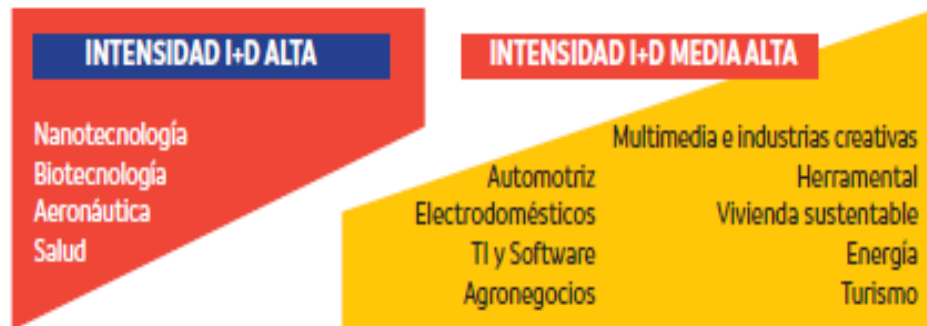 INTENSIDAD I+D ALTA
Nanotecnología
Biotecnología
Aeronáutica
Salud
INTENSIDAD I+D MEDIA ALTA
Automotriz
Electrodomésticos
TI y Software
Agronegocios
Multimedia e industrias creativas
Herramental
Vivienda sustentable
Energía
Turismo